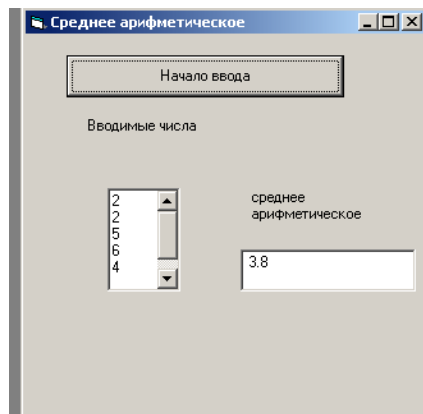 Среднее арифметическое
Начало ввода
Вводимые числа
2
2
5
6
4
среднее
арифметическое
3.8